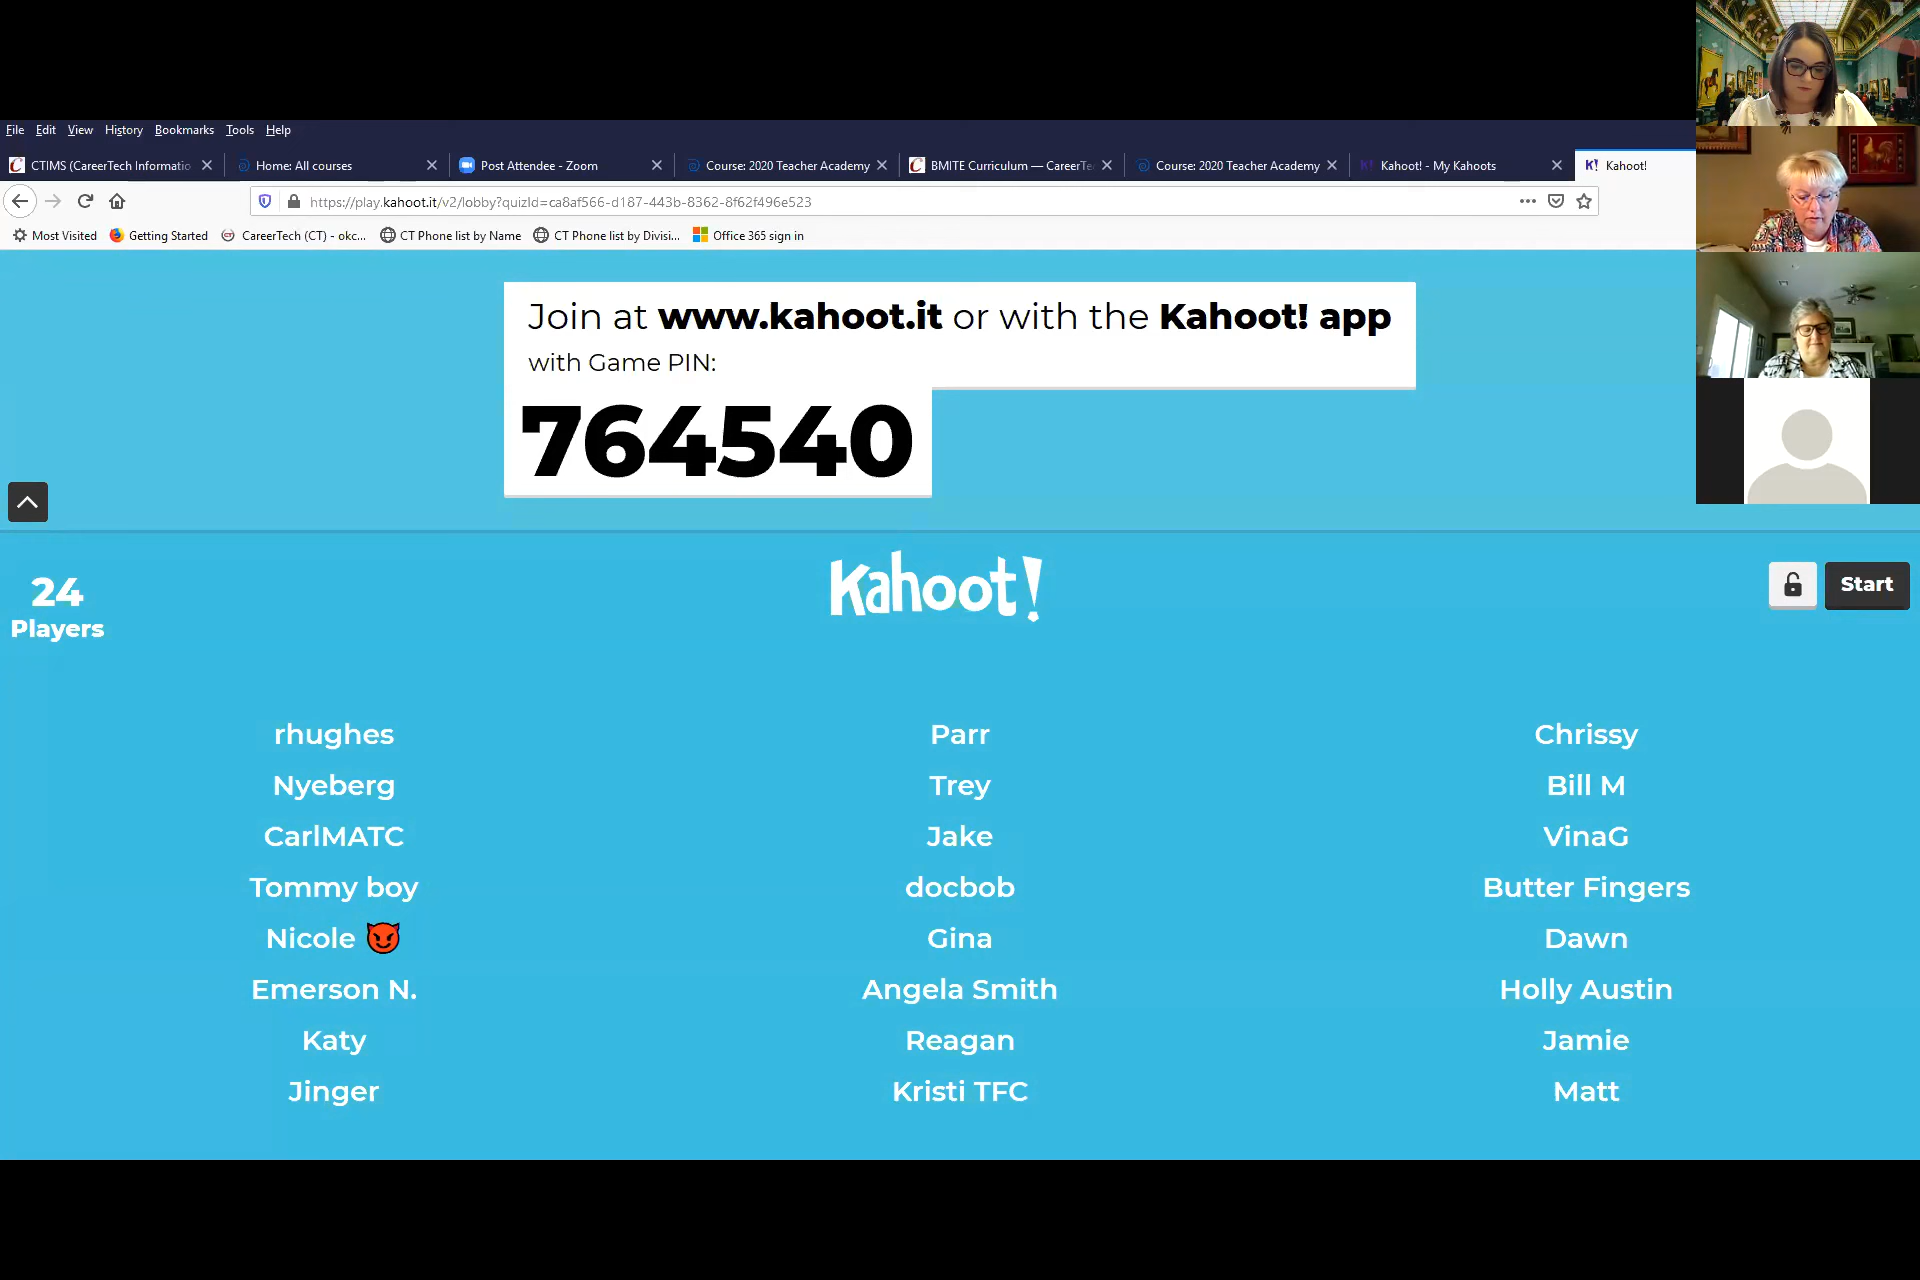 File Edit View History Bookmarks Tools Help
CTIMS (CareerTech Informatio
Home: All courses
Post Attendee - Zoom
Course: 2020 Teacher Academy
BMITE Curriculum — CareerTe
Course: 2020 Teacher Academy
K! Kahoot! - My Kahoots
K! Kahoot!
https://play.kahoot.it/v2/lobby?quizId=ca8af566-d187-443b-8362-8f62f496e523
Most Visited Getting Started CareerTech (CT) - okc... CT Phone list by Name CT Phone list by Divisi... Office 365 sign in
Join at www.kahoot.it or with the Kahoot! app
with Game PIN:
764540
24
Players
Kahoot!
Start
rhughes Parr Chrissy
Nyeberg Trey Bill M
CarlMATC Jake VinaG
Tommy boy docbob Butter Fingers
Nicole 😈 Gina Dawn
Emerson N. Angela Smith Holly Austin
Katy Reagan Jamie
Jinger Kristi TFC Matt